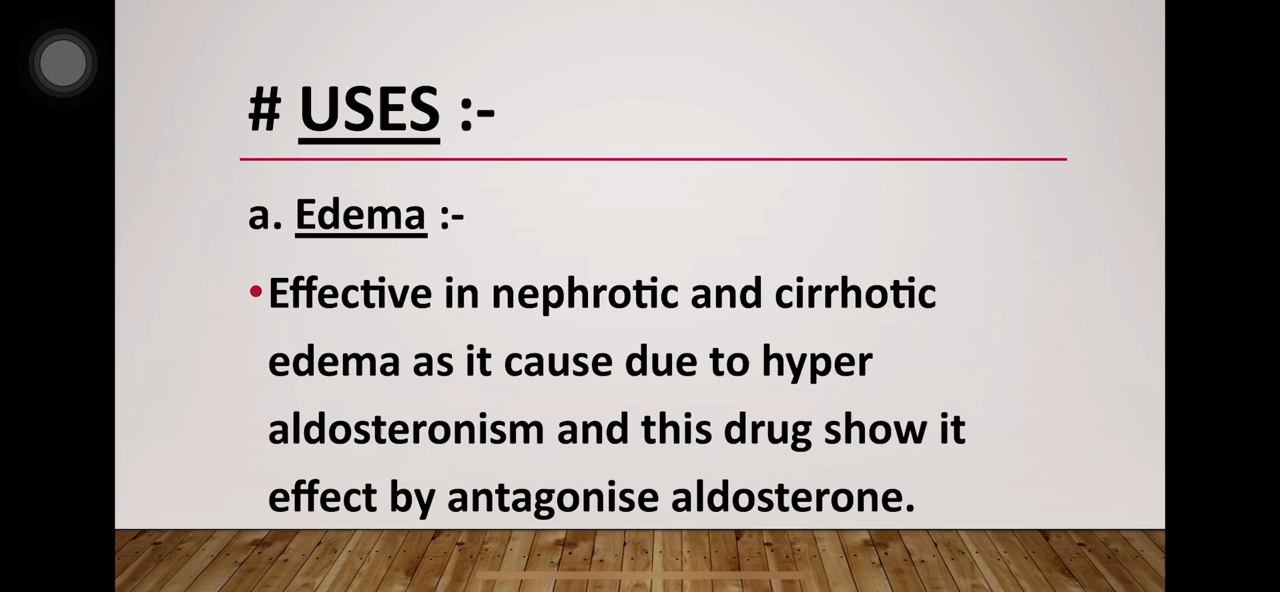 # USES :-
a. Edema :-
•Effective in nephrotic and cirrhotic
edema as it cause due to hyper
aldosteronism and this drug show it
effect by antagonise aldosterone.